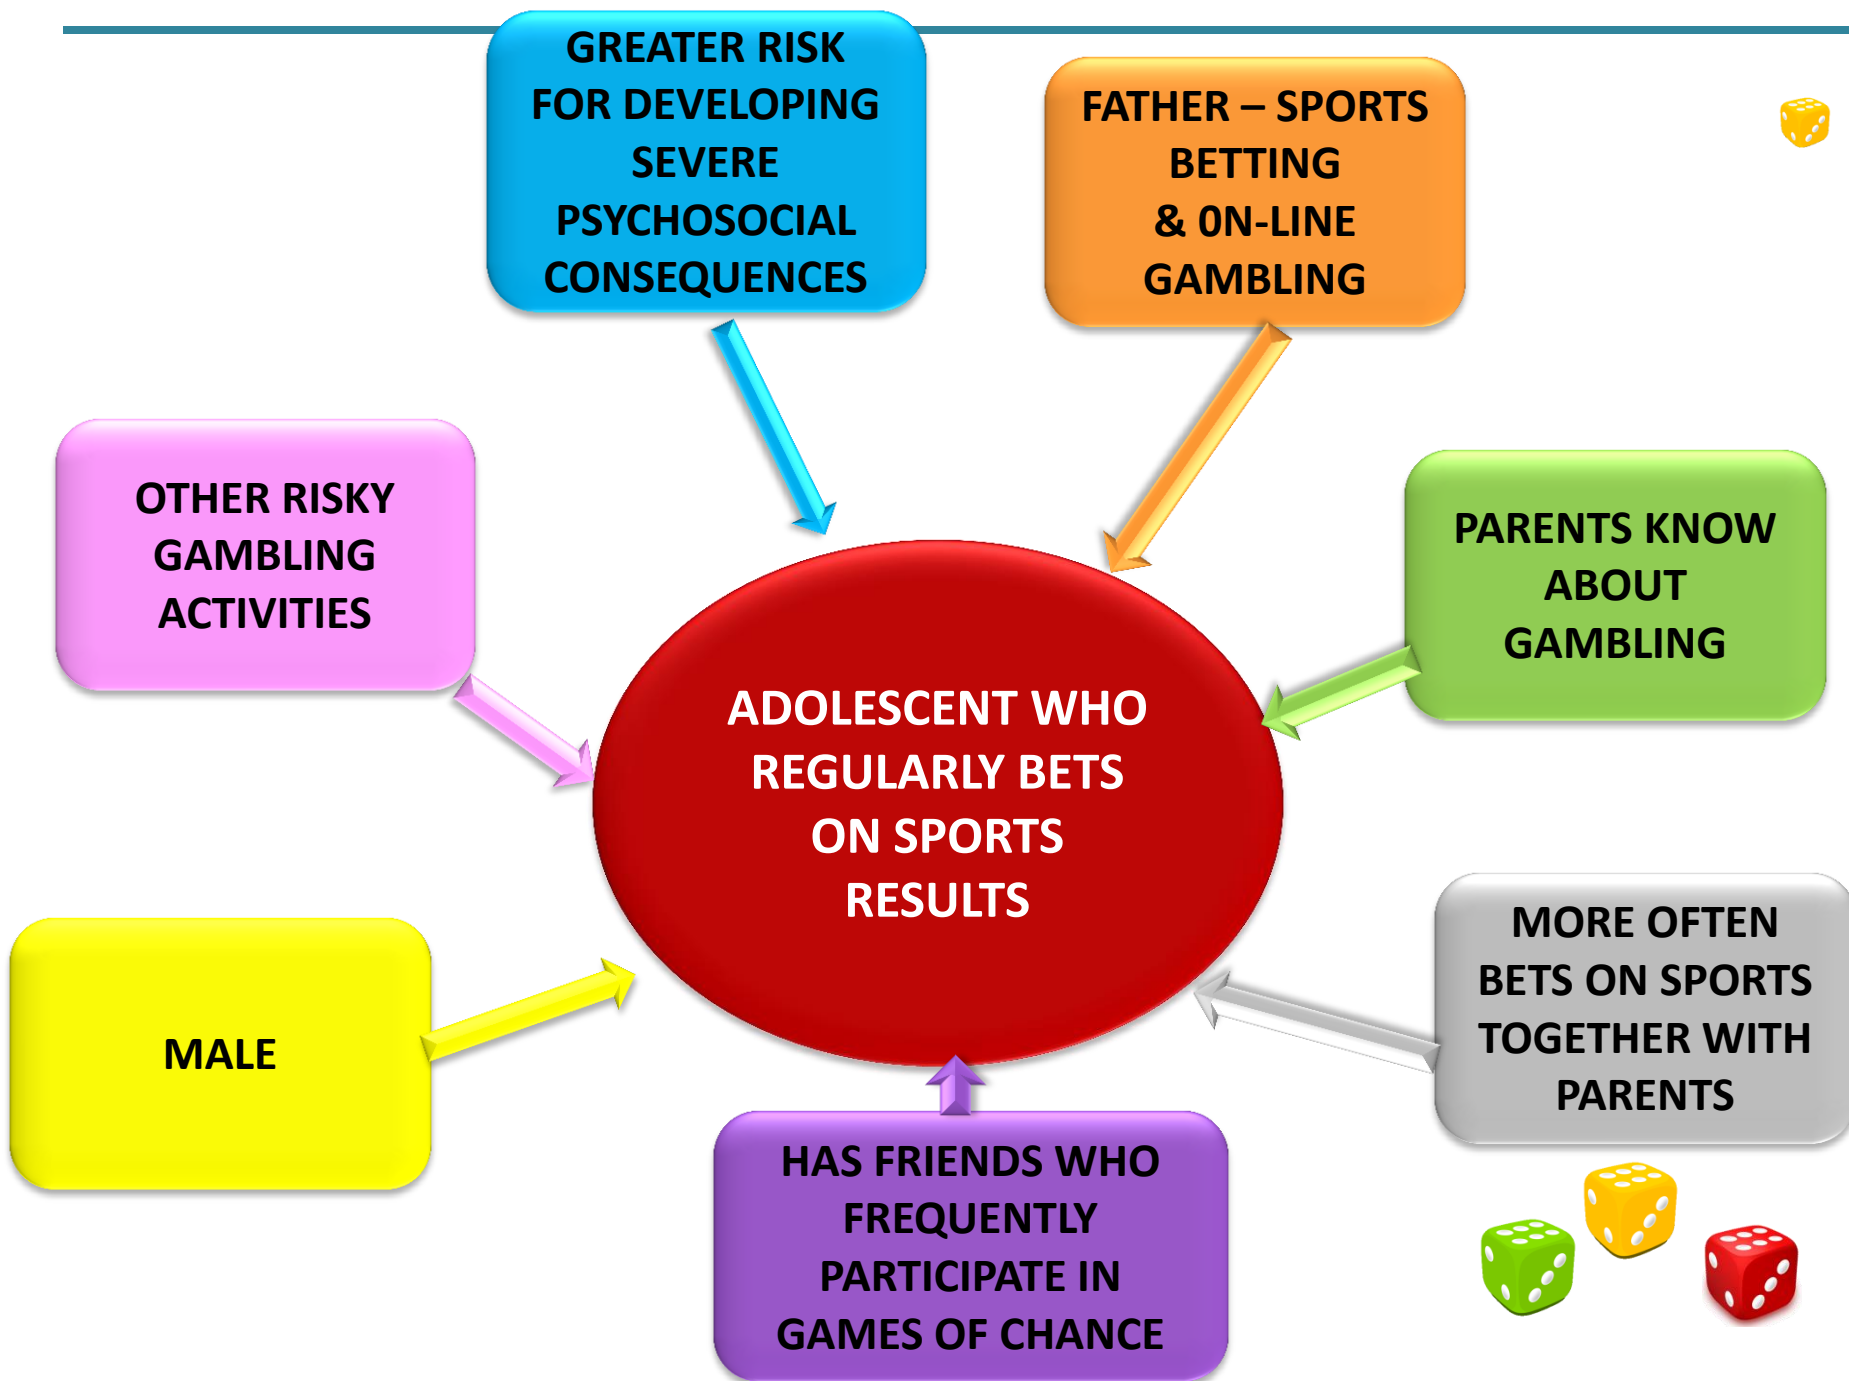 GREATER RISK
FOR DEVELOPING
SEVERE
PSYCHOSOCIAL
CONSEQUENCES
FATHER – SPORTS
BETTING
& 0N-LINE
GAMBLING
OTHER RISKY
GAMBLING
ACTIVITIES
PARENTS KNOW
ABOUT
GAMBLING
ADOLESCENT WHO
REGULARLY BETS
ON SPORTS
RESULTS
MALE
MORE OFTEN
BETS ON SPORTS
TOGETHER WITH
PARENTS
HAS FRIENDS WHO
FREQUENTLY
PARTICIPATE IN
GAMES OF CHANCE